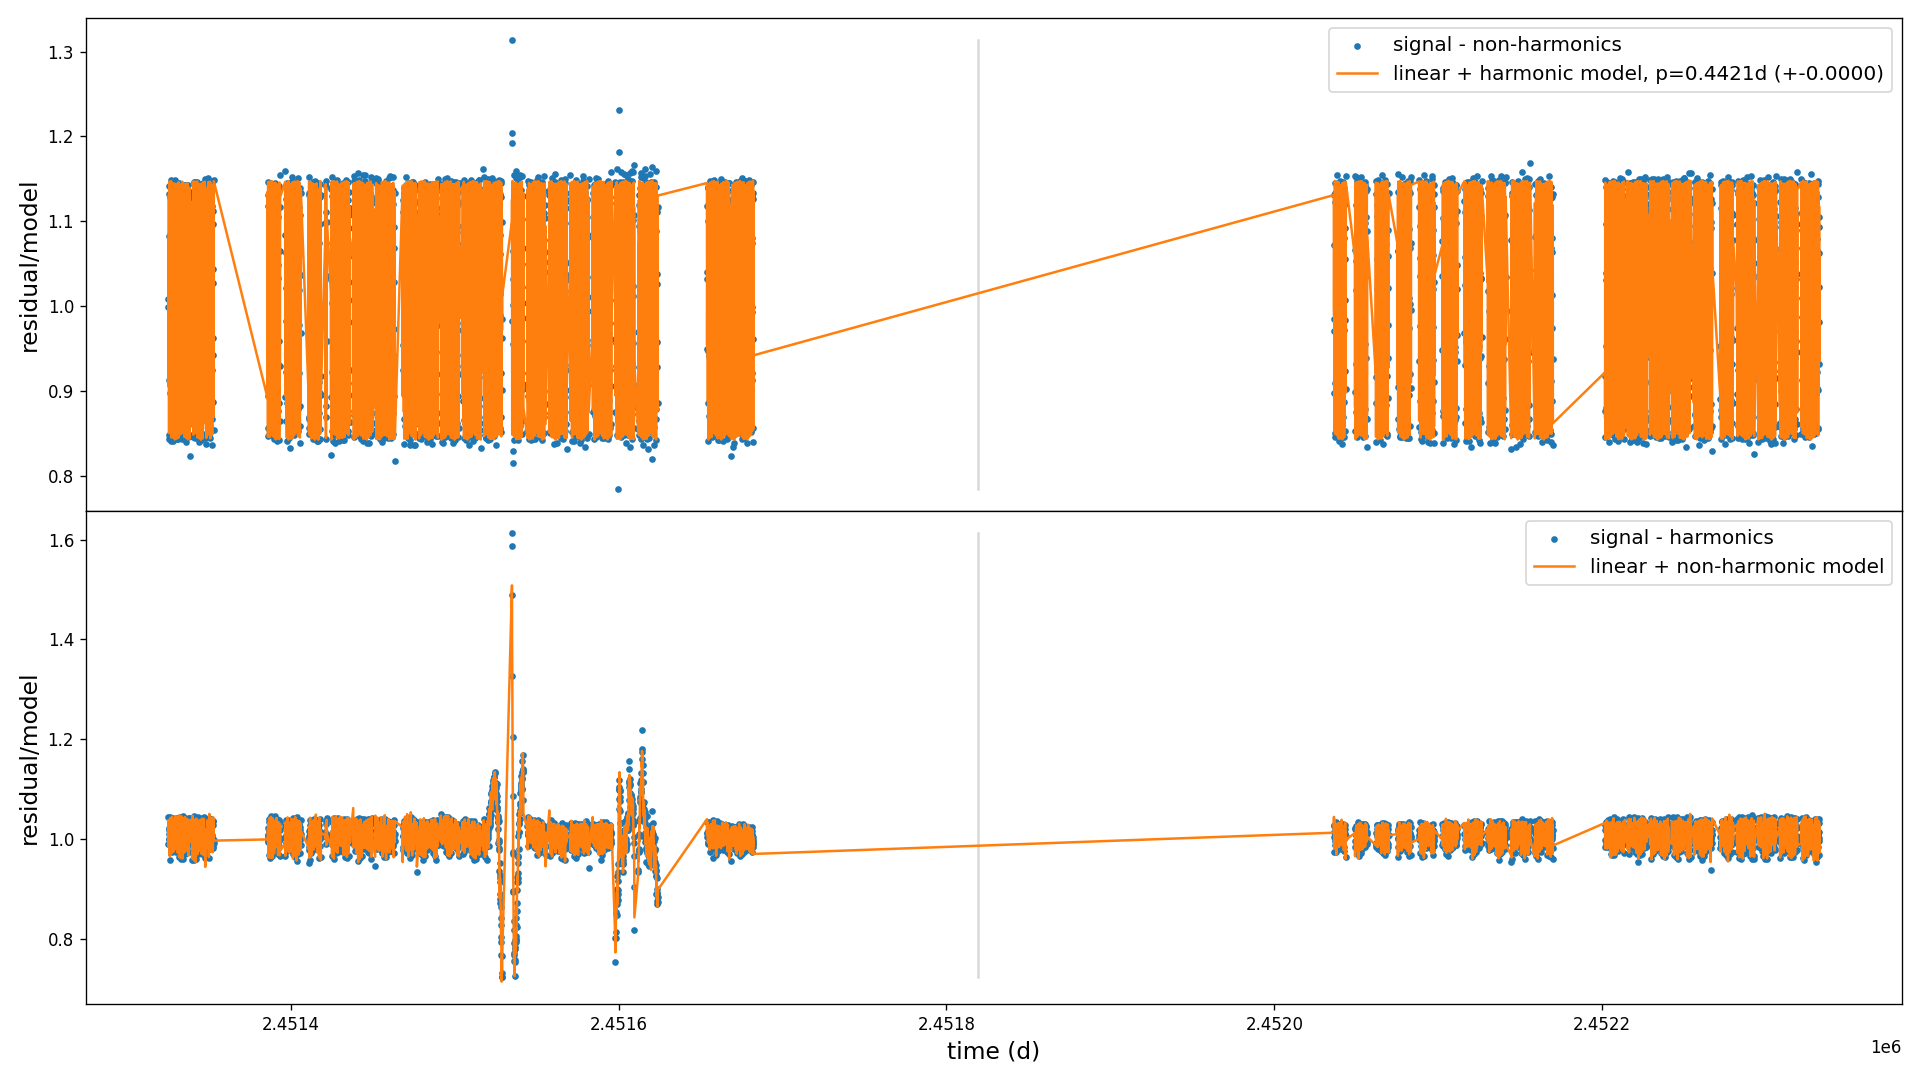 signal - non-harmonics
linear + harmonic model, p=0.4421d (+-0.0000)
1.3
1.2
1.1
1.0
0.9
0.8
residual/model
signal - harmonics
linear + non-harmonic model
1.6
1.4
1.2
1.0
0.8
residual/model
2.4514
2.4516
2.4518
2.4520
2.4522
time (d)
1e6